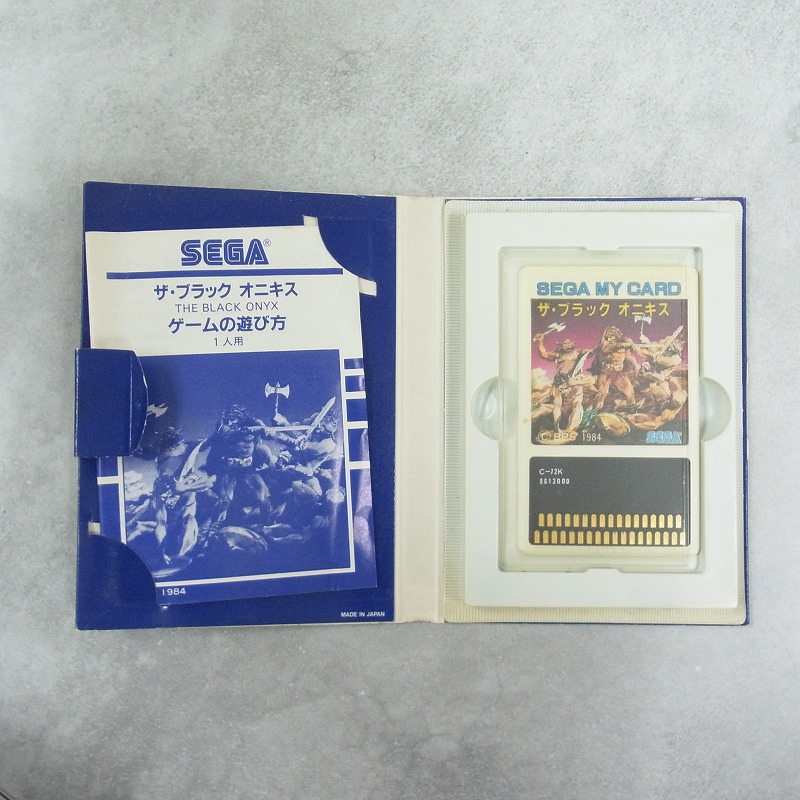 SEGA®
ザ・ブラック オニキス
THE BLACK ONYX
ゲームの遊び方
1人用
1984
MADE IN JAPAN
SEGA MY CARD
ザ・ブラック オニキス
©BPS 1984
SEGA
C-72K